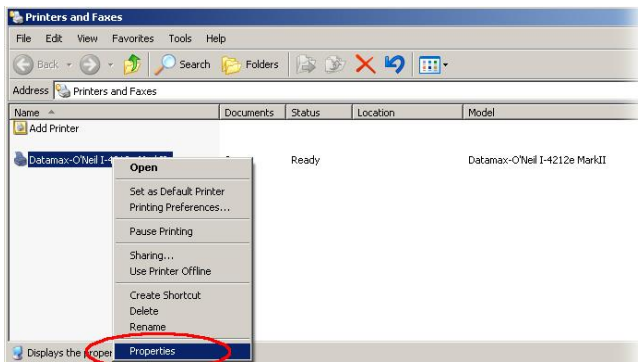 Printers and Faxes
File Edit View Favorites Tools Help
Back Search Folders
Address Printers and Faxes
Name Documents Status Location Model
Add Printer
Datamax-O'Neil I- Ready Datamax-O'Neil I-4212e MarkII
Open
Set as Default Printer
Printing Preferences...
Pause Printing
Sharing...
Use Printer Offline
Create Shortcut
Delete
Rename
Displays the proper Properties